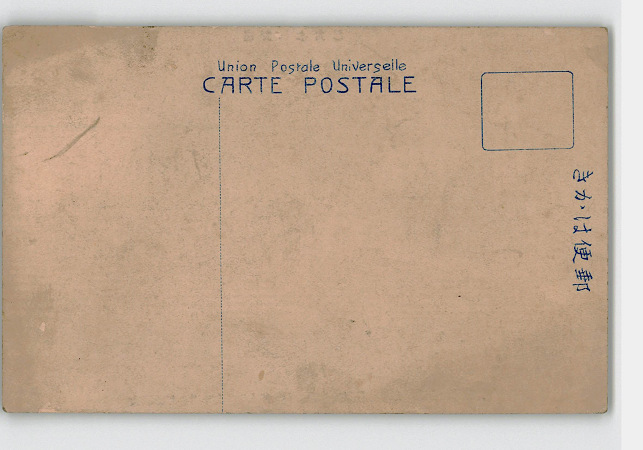 Union Postale Universelle
CARTE POSTALE
きかは便郵